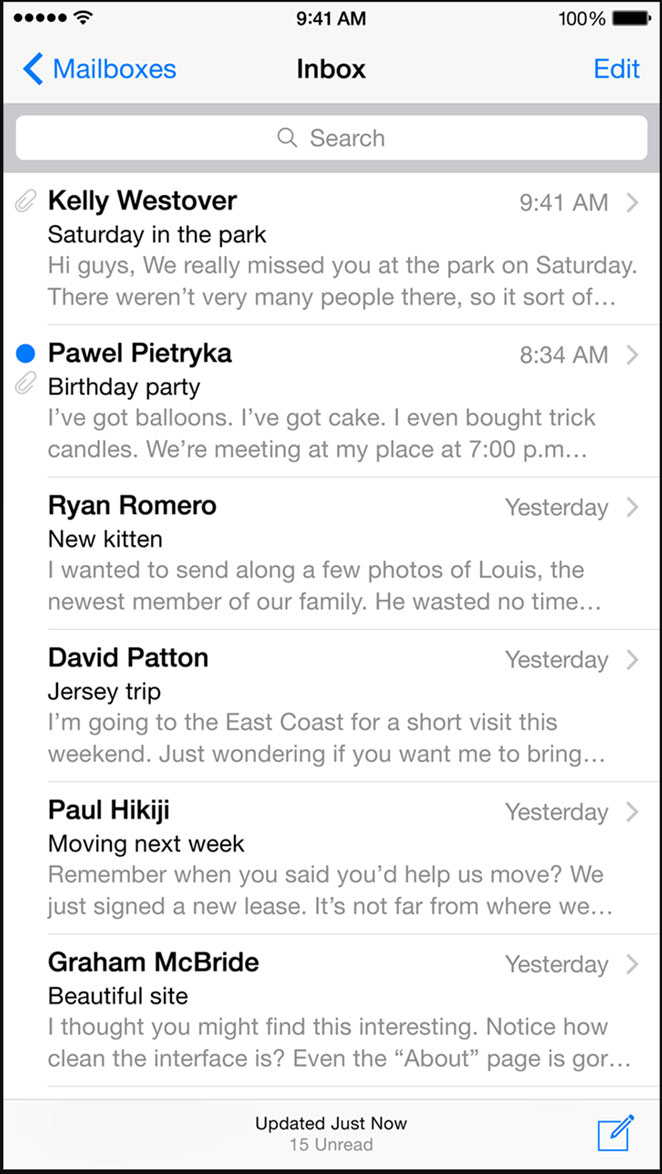 9:41 AM 100%
Mailboxes Inbox Edit
Search
Kelly Westover 9:41 AM
Saturday in the park
Hi guys, We really missed you at the park on Saturday.
There weren’t very many people there, so it sort of…
Pawel Pietryka 8:34 AM
Birthday party
I’ve got balloons. I’ve got cake. I even bought trick
candles. We’re meeting at my place at 7:00 p.m…
Ryan Romero Yesterday
New kitten
I wanted to send along a few photos of Louis, the
newest member of our family. He wasted no time…
David Patton Yesterday
Jersey trip
I’m going to the East Coast for a short visit this
weekend. Just wondering if you want me to bring…
Paul Hikiji Yesterday
Moving next week
Remember when you said you’d help us move? We
just signed a new lease. It’s not far from where we…
Graham McBride Yesterday
Beautiful site
I thought you might find this interesting. Notice how
clean the interface is? Even the “About” page is gor…
Updated Just Now
15 Unread